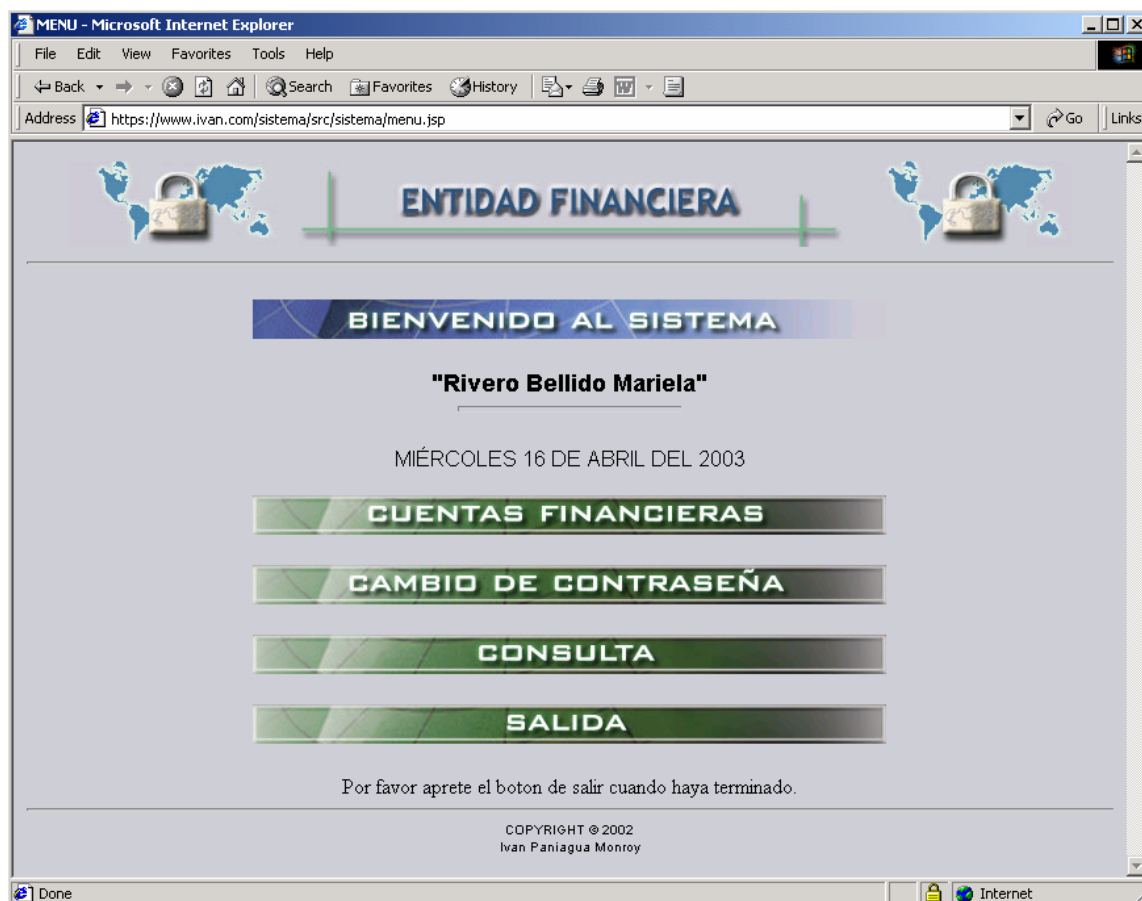 MENU - Microsoft Internet Explorer
File Edit View Favorites Tools Help
Back Search Favorites History
Address https://www.ivan.com/sistema/src/sistema/menu.jsp Go Links
ENTIDAD FINANCIERA
BIENVENIDO AL SISTEMA
"Rivero Bellido Mariela"
MIÉRCOLES 16 DE ABRIL DEL 2003
CUENTAS FINANCIERAS
CAMBIO DE CONTRASEÑA
CONSULTA
SALIDA
Por favor aprete el boton de salir cuando haya terminado.
COPYRIGHT © 2002
Ivan Paniagua Monroy
Done Internet